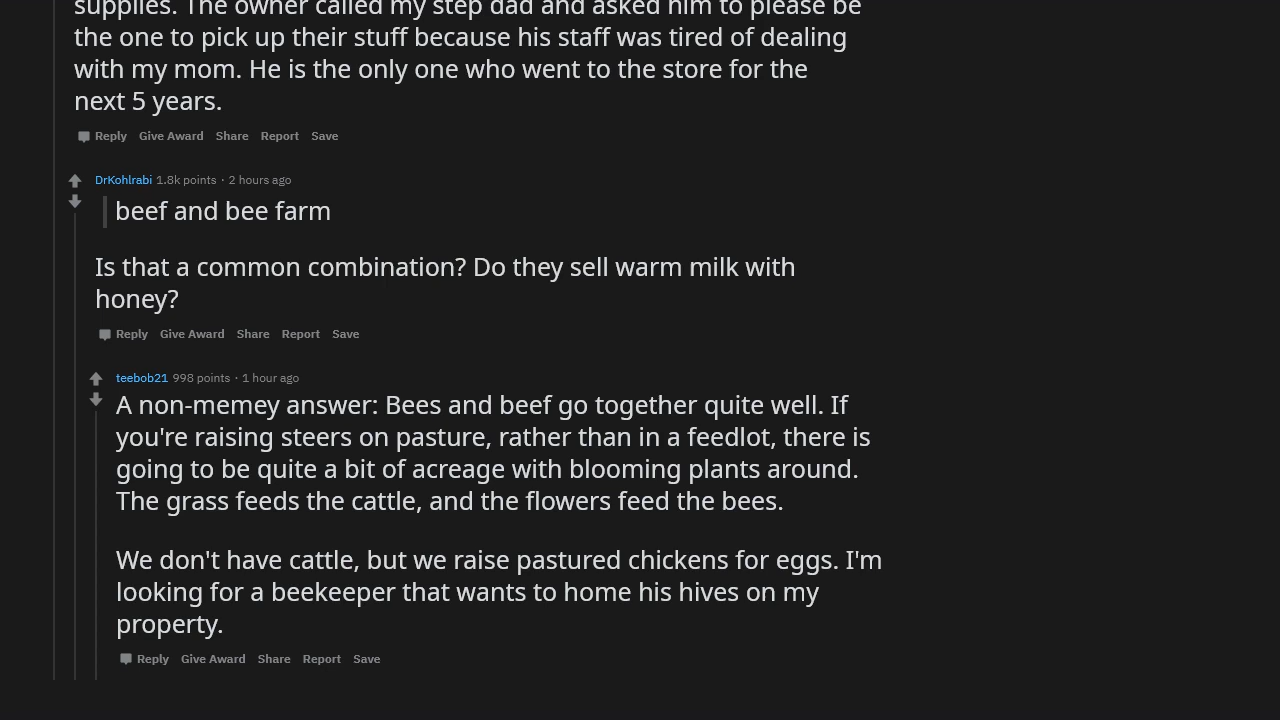 supplies. The owner called my step dad and asked him to please be
the one to pick up their stuff because his staff was tired of dealing
with my mom. He is the only one who went to the store for the
next 5 years.
Reply Give Award Share Report Save
DrKohlrabi 1.8k points · 2 hours ago
beef and bee farm
Is that a common combination? Do they sell warm milk with
honey?
Reply Give Award Share Report Save
teebob21 998 points · 1 hour ago
A non-memey answer: Bees and beef go together quite well. If
you're raising steers on pasture, rather than in a feedlot, there is
going to be quite a bit of acreage with blooming plants around.
The grass feeds the cattle, and the flowers feed the bees.
We don't have cattle, but we raise pastured chickens for eggs. I'm
looking for a beekeeper that wants to home his hives on my
property.
Reply Give Award Share Report Save